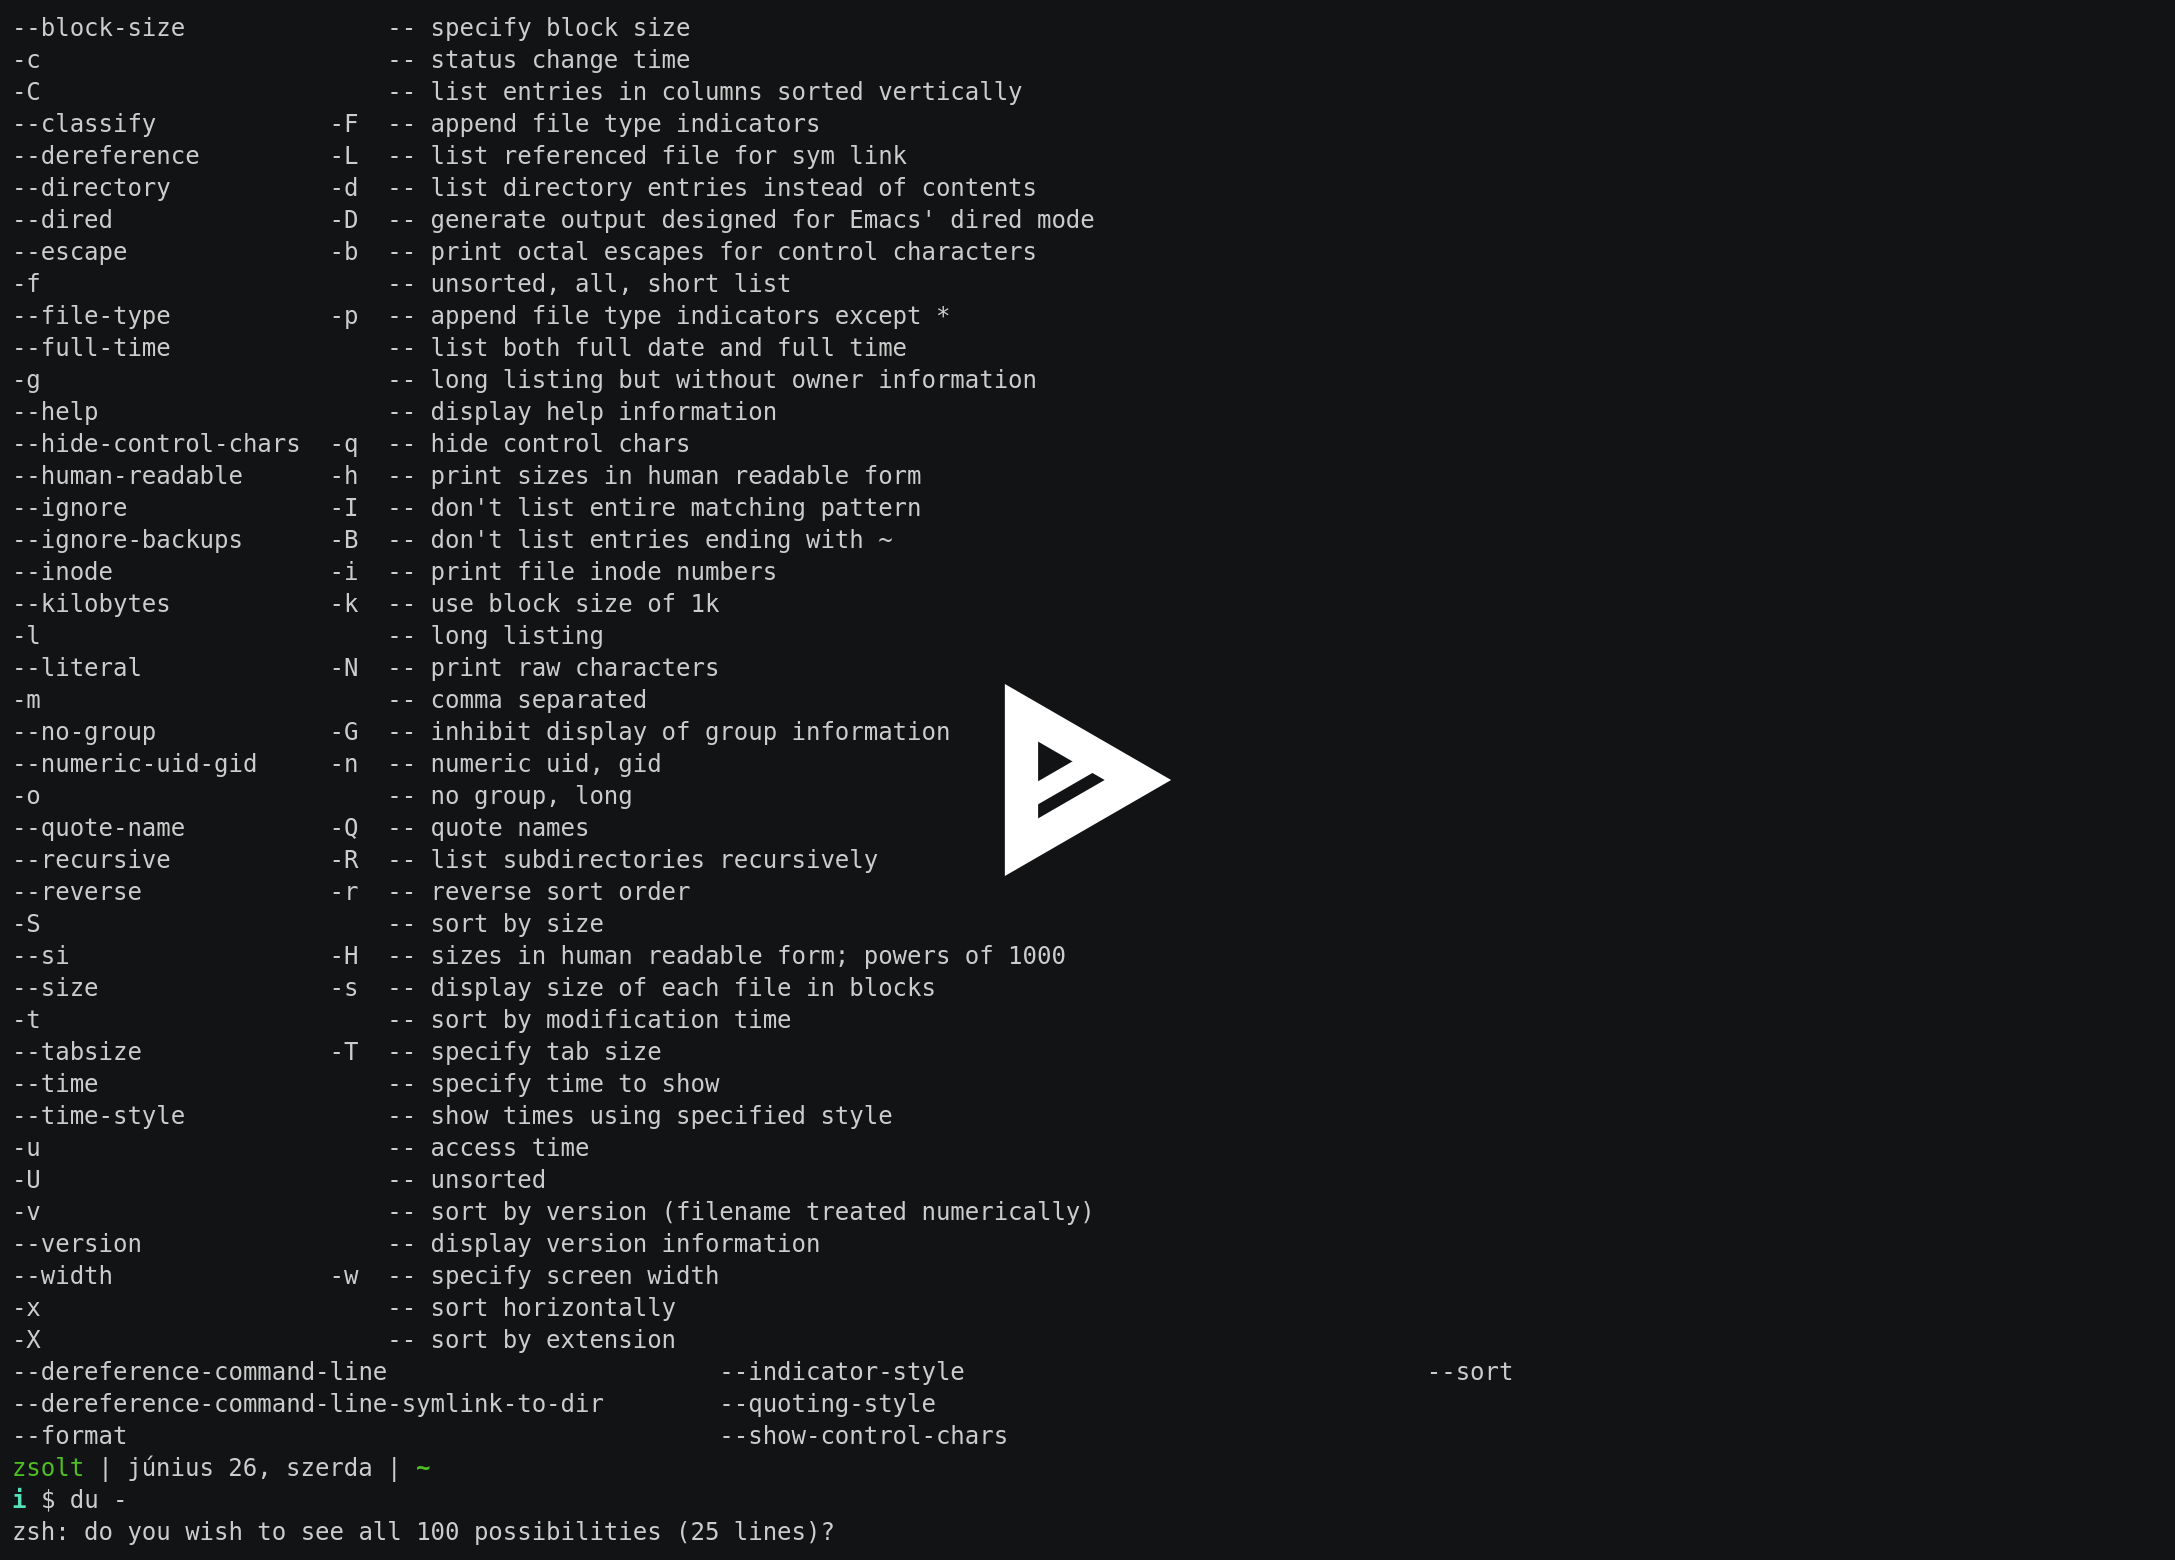 --block-size              -- specify block size
-c                        -- status change time
-C                        -- list entries in columns sorted vertically
--classify            -F  -- append file type indicators
--dereference         -L  -- list referenced file for sym link
--directory           -d  -- list directory entries instead of contents
--dired               -D  -- generate output designed for Emacs' dired mode
--escape              -b  -- print octal escapes for control characters
-f                        -- unsorted, all, short list
--file-type           -p  -- append file type indicators except *
--full-time               -- list both full date and full time
-g                        -- long listing but without owner information
--help                    -- display help information
--hide-control-chars  -q  -- hide control chars
--human-readable      -h  -- print sizes in human readable form
--ignore              -I  -- don't list entire matching pattern
--ignore-backups      -B  -- don't list entries ending with ~
--inode               -i  -- print file inode numbers
--kilobytes           -k  -- use block size of 1k
-l                        -- long listing
--literal             -N  -- print raw characters
-m                        -- comma separated
--no-group            -G  -- inhibit display of group information
--numeric-uid-gid     -n  -- numeric uid, gid
-o                        -- no group, long
--quote-name          -Q  -- quote names
--recursive           -R  -- list subdirectories recursively
--reverse             -r  -- reverse sort order
-S                        -- sort by size
--si                  -H  -- sizes in human readable form; powers of 1000
--size                -s  -- display size of each file in blocks
-t                        -- sort by modification time
--tabsize             -T  -- specify tab size
--time                    -- specify time to show
--time-style              -- show times using specified style
-u                        -- access time
-U                        -- unsorted
-v                        -- sort by version (filename treated numerically)
--version                 -- display version information
--width               -w  -- specify screen width
-x                        -- sort horizontally
-X                        -- sort by extension
--dereference-command-line                       --indicator-style                                --sort
--dereference-command-line-symlink-to-dir        --quoting-style
--format                                         --show-control-chars
zsolt | június 26, szerda | ~
i $ du -
zsh: do you wish to see all 100 possibilities (25 lines)?